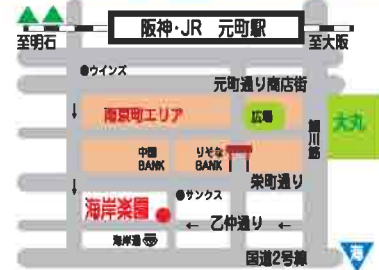 阪神・JR 元町駅
至明石
至大阪
●ウインズ
元町通り商店街
南京町エリア
広場
鯉川筋
大丸
中国
BANK
りそな
BANK
栄町通り
●サンクス
海岸楽園
← 乙仲通り ←
海岸通
国道2号線
海